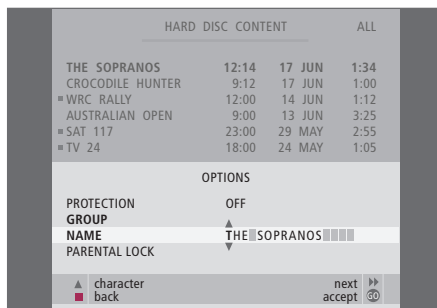 HARD DISC CONTENT ALL
THE SOPRANOS 12:14 17 JUN 1:34
CROCODILE HUNTER 9:12 17 JUN 1:00
WRC RALLY 12:00 14 JUN 1:12
AUSTRALIAN OPEN 9:00 13 JUN 3:25
SAT 117 23:00 29 MAY 2:55
TV 24 18:00 24 MAY 1:05
OPTIONS
PROTECTION OFF
GROUP
NAME THE SOPRANOS
PARENTAL LOCK
character next
back accept GO